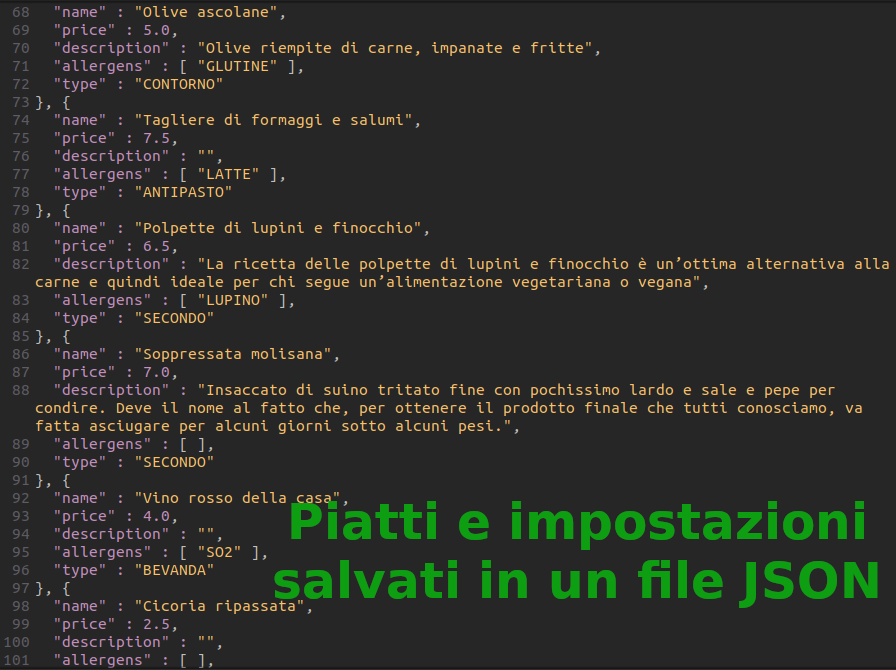 68 "name" : "Olive ascolane",
69 "price" : 5.0,
70 "description" : "Olive riempite di carne, impanate e fritte",
71 "allergens" : [ "GLUTINE" ],
72 "type" : "CONTORNO"
73 }, {
74 "name" : "Tagliere di formaggi e salumi",
75 "price" : 7.5,
76 "description" : "",
77 "allergens" : [ "LATTE" ],
78 "type" : "ANTIPASTO"
79 }, {
80 "name" : "Polpette di lupini e finocchio",
81 "price" : 6.5,
82 "description" : "La ricetta delle polpette di lupini e finocchio è un’ottima alternativa alla
carne e quindi ideale per chi segue un’alimentazione vegetariana o vegana",
83 "allergens" : [ "LUPINO" ],
84 "type" : "SECONDO"
85 }, {
86 "name" : "Soppressata molisana",
87 "price" : 7.0,
88 "description" : "Insaccato di suino tritato fine con pochissimo lardo e sale e pepe per
condire. Deve il nome al fatto che, per ottenere il prodotto finale che tutti conosciamo, va
fatta asciugare per alcuni giorni sotto alcuni pesi.",
89 "allergens" : [ ],
90 "type" : "SECONDO"
91 }, {
92 "name" : "Vino rosso della casa",
93 "price" : 4.0,
94 "description" : "",
95 "allergens" : [ "SO2" ],
96 "type" : "BEVANDA"
97 }, {
98 "name" : "Cicoria ripassata",
99 "price" : 2.5,
100 "description" : "",
101 "allergens" : [ ],
Piatti e impostazioni
salvati in un file JSON